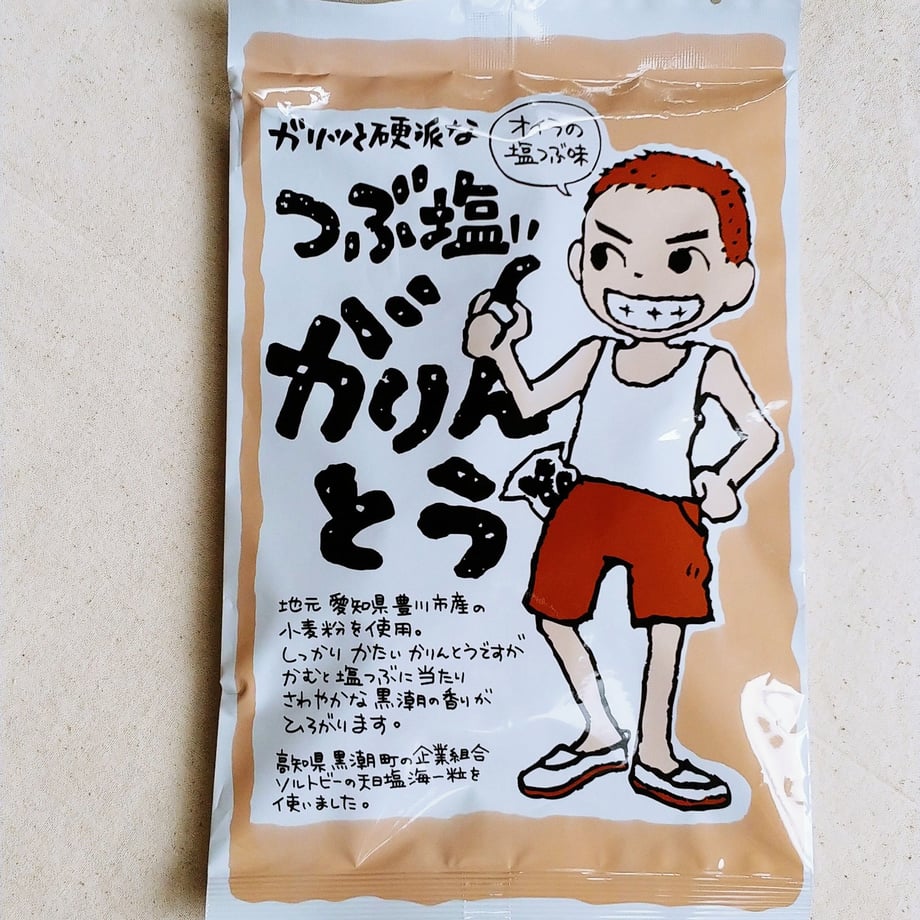 ガリッと硬派な
オイラの
塩つぶ味
つぶ塩い
がりん
とう
地元 愛知県豊川市産の
小麦粉を使用。
しっかり かたい かりんとうですが
かむと塩つぶに当たり
さわやかな黒潮の香りが
ひろがります。
高知県黒潮町の企業組合
ソルトビーの天日塩海一粒を
使いました。